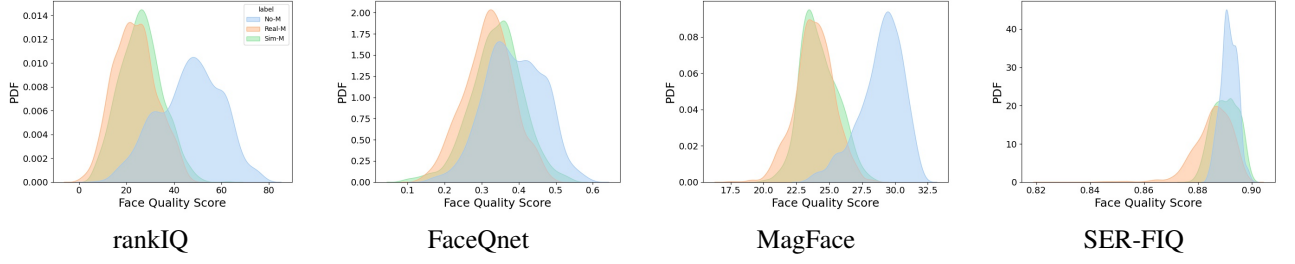 0.014
0.012
0.010
0.008
0.006
0.004
0.002
0.000
PDF
0 20 40 60 80
Face Quality Score
label
No-M
Real-M
Sim-M
rankIQ
2.00
1.75
1.50
1.25
1.00
0.75
0.50
0.25
0.00
PDF
0.1 0.2 0.3 0.4 0.5 0.6
Face Quality Score
FaceQnet
0.08
0.06
0.04
0.02
0.00
PDF
17.5 20.0 22.5 25.0 27.5 30.0 32.5
Face Quality Score
MagFace
40
30
20
10
0
PDF
0.82 0.84 0.86 0.88 0.90
Face Quality Score
SER-FIQ